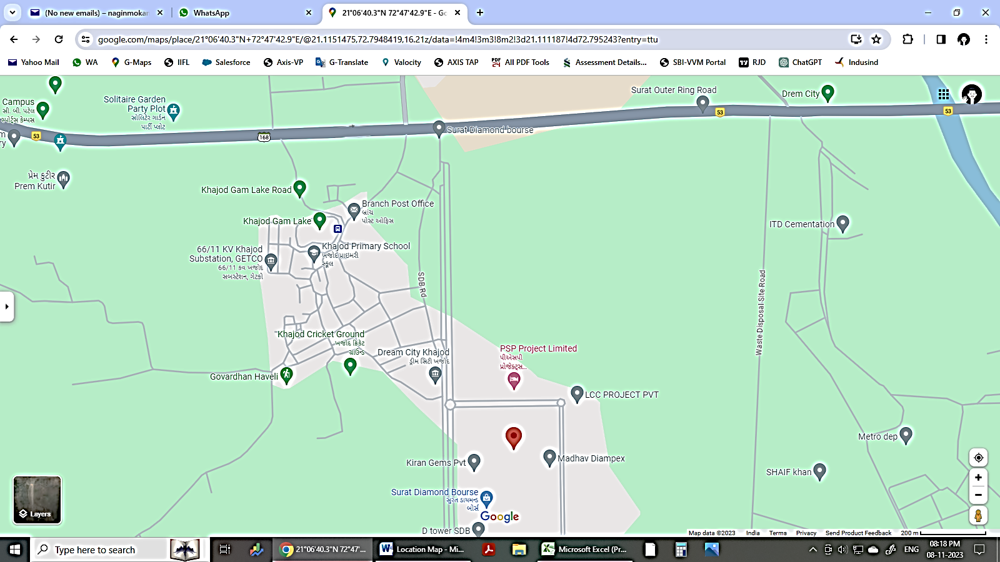 (No new emails) – naginmokan
WhatsApp
21°06'40.3"N 72°47'42.9"E - Go
google.com/maps/place/21°06'40.3"N+72°47'42.9"E/@21.1151475,72.7948419,16.21z/data=!4m4!3m3!8m2!3d21.111187!4d72.795243?entry=ttu
Yahoo Mail
WA
G-Maps
IIFL
Salesforce
Axis-VP
G-Translate
Valocity
AXIS TAP
All PDF Tools
Assessment Details...
SBI-VVM Portal
RJD
ChatGPT
Indusind
Campus
સી. બી. પટેલ
સ્પોર્ટ્સ કેમ્પસ
Solitaire Garden
Party Plot
સોલિટેર ગાર્ડન
પાર્ટી પ્લોટ
Surat Outer Ring Road
Drem City
53
53
53
168
Surat Diamond bourse
પ્રેમ કુટીર
Prem Kutir
Khajod Gam Lake Road
Branch Post Office
બ્રાંચ
પોસ્ટ ઓફિસ
Khajod Gam Lake
ITD Cementation
Khajod Primary School
ખજોદ પ્રાઇમરી
સ્કૂલ
66/11 KV Khajod
Substation, GETCO
66/11 કવ ખજોદ
સબસ્ટેશન, ગેટકો
SDB Rd
Waste Disposal Site Road
Khajod Cricket Ground
ખજોદ ક્રિકેટ
ગ્રાઉન્ડ
Dream City Khajod
ડ્રીમ સિટી ખજોદ
PSP Project Limited
પીએસપી
પ્રોજેક્ટ્સ...
Govardhan Haveli
LCC PROJECT PVT
Metro dep
Kiran Gems Pvt
Madhav Diampex
SHAIF khan
Surat Diamond Bourse
સુરત ડાયમન્ડ
બોર્સ
Google
D tower SDB
Layers
Map data ©2023
India
Terms
Privacy
Send Product Feedback
200 m
Type here to search
21°06'40.3"N 72°47'...
Location Map - Mi...
Microsoft Excel (Pr...
ENG
08:18 PM
08-11-2023